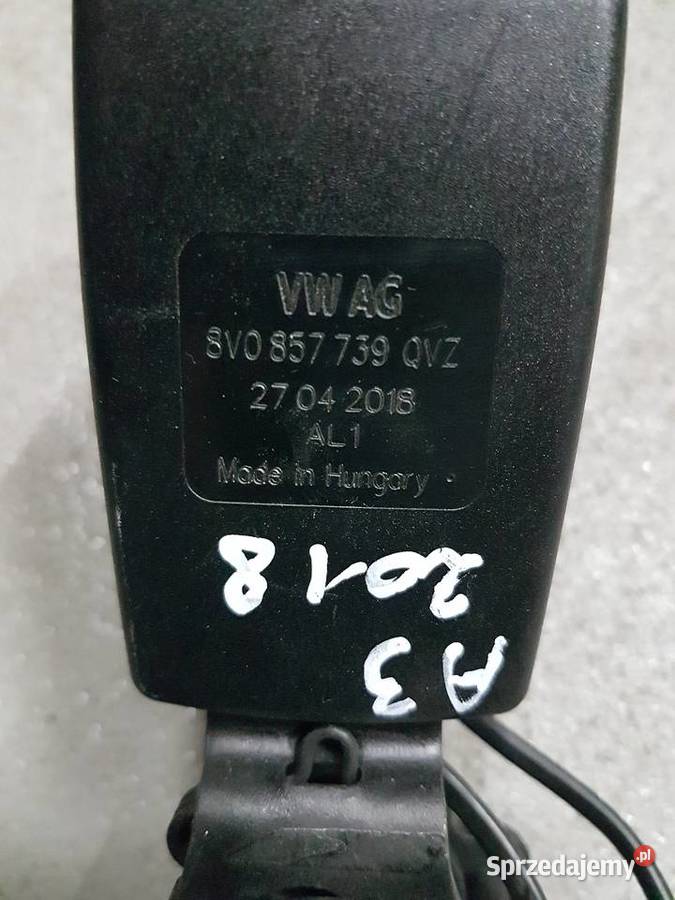 VW AG
8V0 857 739 QVZ
27 04 2018
AL1
Made in Hungary
A3
2018
Sprzedajemy.pl